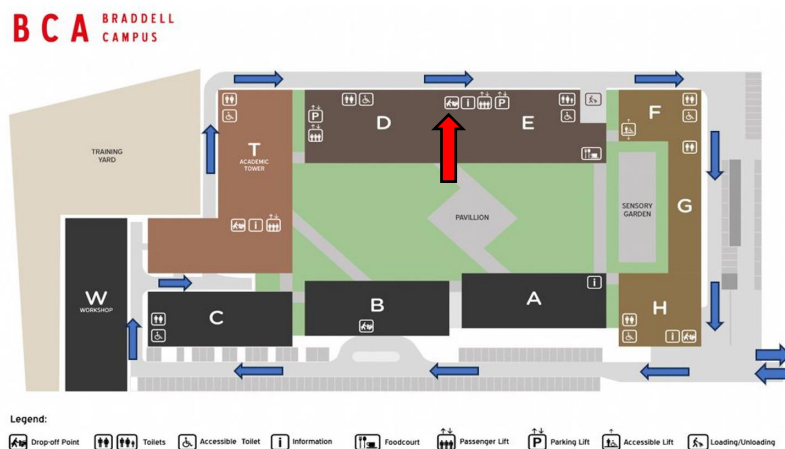 BCA BRADDELL
CAMPUS
TRAINING
YARD
T
ACADEMIC
TOWER
D
E
F
G
H
SENSORY
GARDEN
PAVILLION
W
WORKSHOP
C
B
A
Legend:
Drop-off Point
Toilets
Accessible Toilet
Information
Foodcourt
Passenger Lift
Parking Lift
Accessible Lift
Loading/Unloading